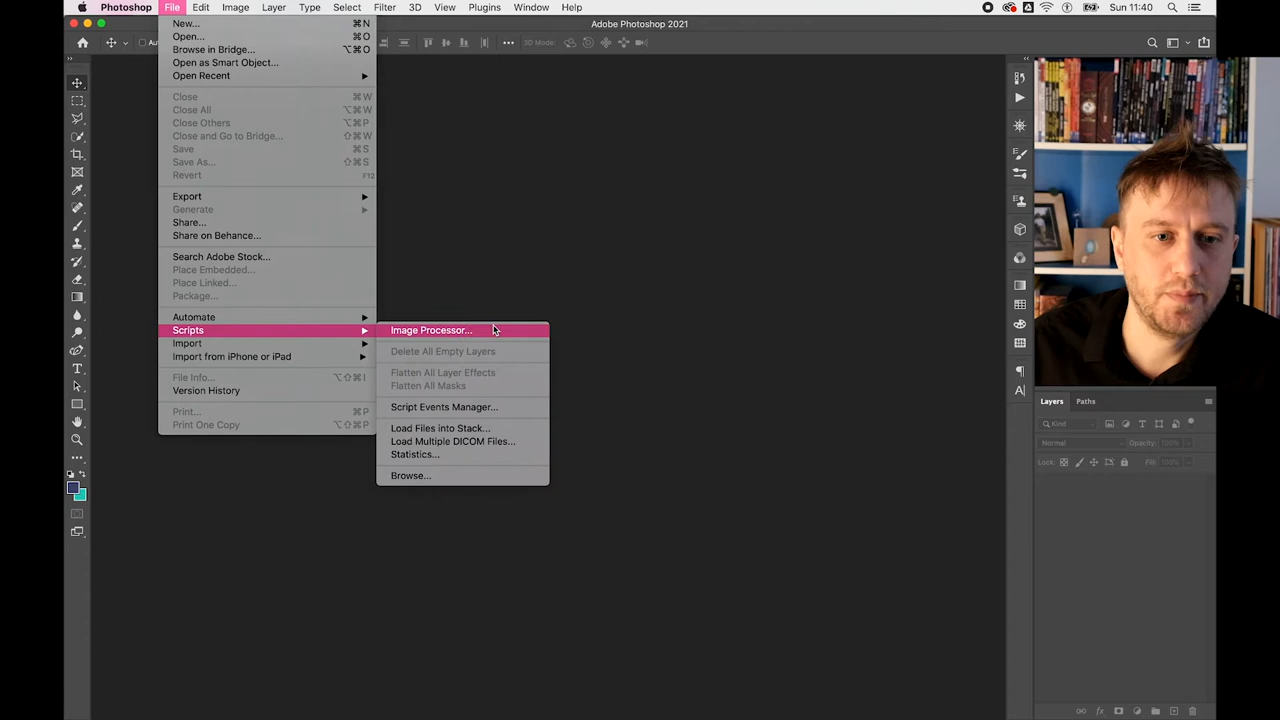 Photoshop File Edit Image Layer Type Select Filter 3D View Plugins Window Help Sun 11:40
Adobe Photoshop 2021
3D Mode:
New... ⌘N
Open... ⌘O
Browse in Bridge... ⌥⌘O
Open as Smart Object...
Open Recent
Close ⌘W
Close All ⌥⌘W
Close Others ⌥⌘P
Close and Go to Bridge... ⇧⌘W
Save ⌘S
Save As... ⇧⌘S
Revert F12
Export
Generate
Share...
Share on Behance...
Search Adobe Stock...
Place Embedded...
Place Linked...
Package...
Automate
Scripts
Import
Import from iPhone or iPad
File Info... ⌥⇧⌘I
Version History
Print... ⌘P
Print One Copy ⌥⇧⌘P
Image Processor...
Delete All Empty Layers
Flatten All Layer Effects
Flatten All Masks
Script Events Manager...
Load Files into Stack...
Load Multiple DICOM Files...
Statistics...
Browse...
Layers Paths
Kind
Normal Opacity: 100%
Lock: Fill: 100%